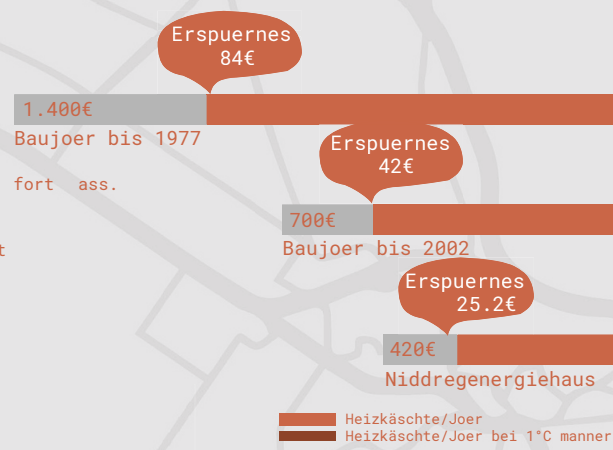 Erspuernes
84€
1.400€
Baujoer bis 1977
fort ass.
t
Erspuernes
42€
700€
Baujoer bis 2002
Erspuernes
25.2€
420€
Niddregenergiehaus
Heizkäschte/Joer
Heizkäschte/Joer bei 1°C manner